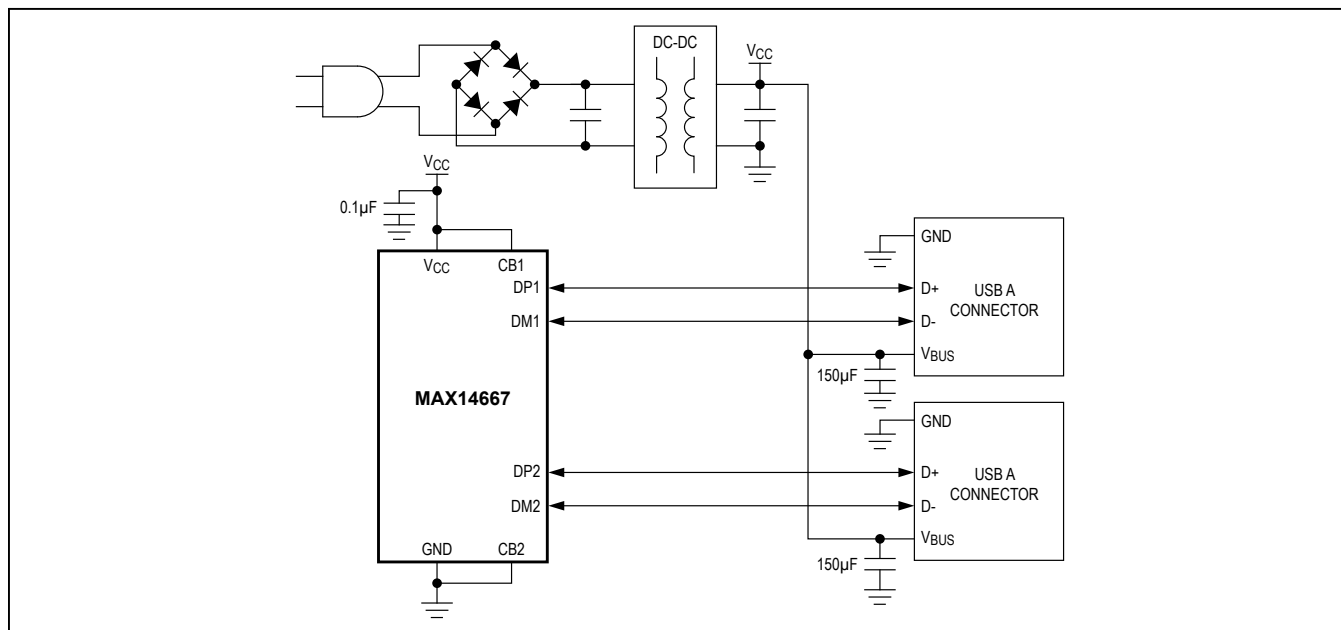 DC-DC
VCC
VCC
0.1µF
VCC
CB1
DP1
DM1
MAX14667
DP2
DM2
GND
CB2
GND
D+
USB A
CONNECTOR
D-
VBUS
150µF
GND
D+
USB A
CONNECTOR
D-
VBUS
150µF